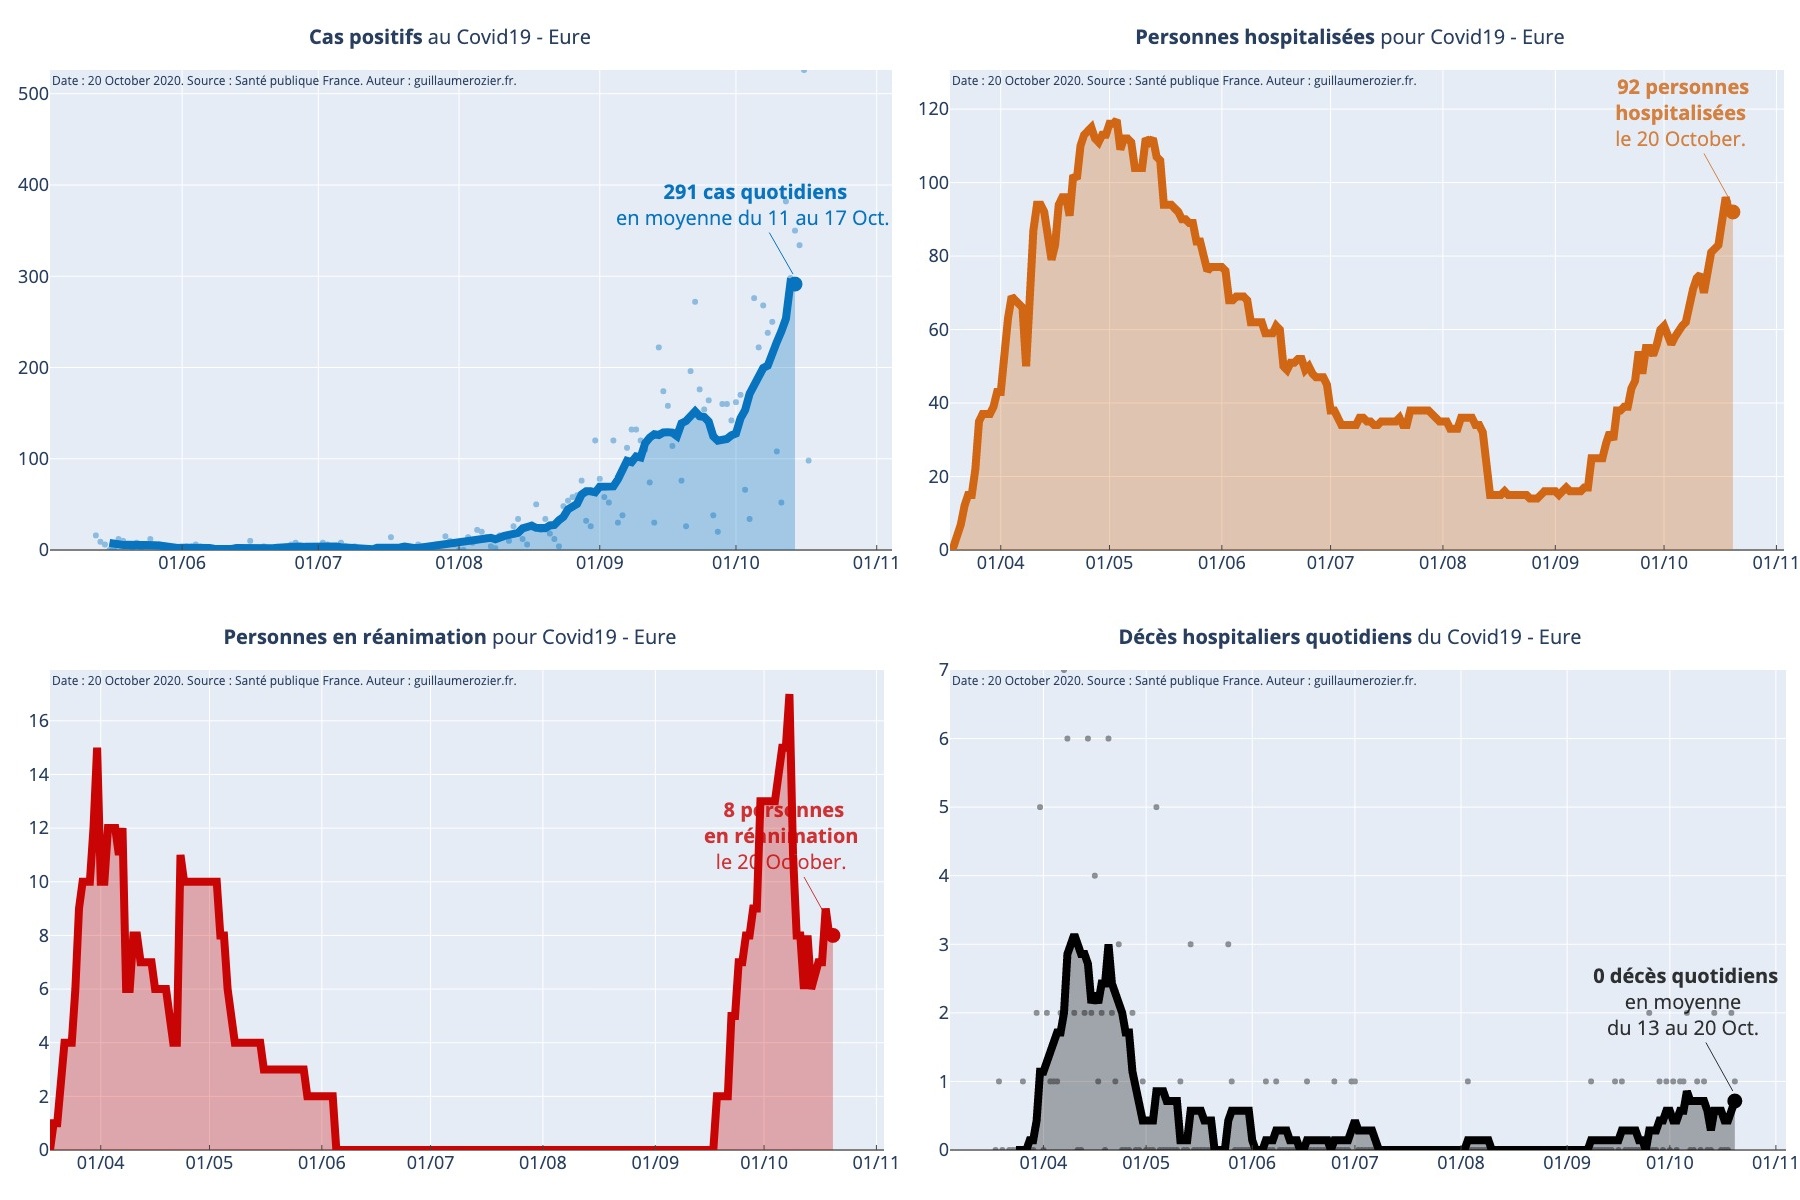 Cas positifs au Covid19 - Eure
Date : 20 October 2020. Source : Santé publique France. Auteur : guillaumerozier.fr.
500
400
300
200
100
0
291 cas quotidiens
en moyenne du 11 au 17 Oct.
01/06 01/07 01/08 01/09 01/10 01/11
Personnes hospitalisées pour Covid19 - Eure
Date : 20 October 2020. Source : Santé publique France. Auteur : guillaumerozier.fr.
92 personnes
hospitalisées
le 20 October.
120
100
80
60
40
20
0
01/04 01/05 01/06 01/07 01/08 01/09 01/10 01/11
Personnes en réanimation pour Covid19 - Eure
Date : 20 October 2020. Source : Santé publique France. Auteur : guillaumerozier.fr.
16
14
12
10
8
6
4
2
0
8 personnes
en réanimation
le 20 October.
01/04 01/05 01/06 01/07 01/08 01/09 01/10 01/11
Décès hospitaliers quotidiens du Covid19 - Eure
7
Date : 20 October 2020. Source : Santé publique France. Auteur : guillaumerozier.fr.
6
5
4
3
2
1
0
0 décès quotidiens
en moyenne
du 13 au 20 Oct.
01/04 01/05 01/06 01/07 01/08 01/09 01/10 01/11